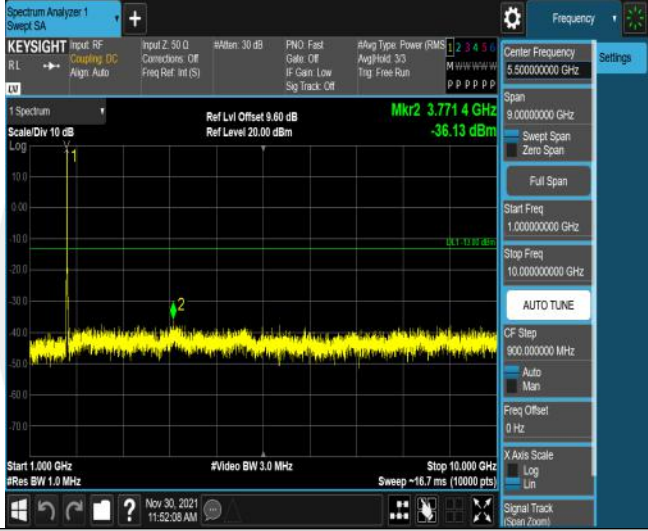 Spectrum Analyzer 1
Swept SA
+
Frequency
KEYSIGHT
RL
LW
Input: RF
Coupling: DC
Align: Auto
Input Z: 50 Ω
Corrections: Off
Freq Ref: Int (S)
#Atten: 30 dB
PNO: Fast
Gate: Off
IF Gain: Low
Sig Track: Off
#Avg Type: Power (RMS
Avg|Hold: 3/3
Trig: Free Run
1 2 3 4 5 6
M W W W W W
P P P P P P
1 Spectrum
Scale/Div 10 dB
Log
Ref Lvl Offset 9.60 dB
Ref Level 20.00 dBm
Mkr2 3.771 4 GHz
-36.13 dBm
1
2
10.0
0.00
-10.0
-20.0
-30.0
-40.0
-50.0
-60.0
-70.0
DL1 -13.00 dBm
Start 1.000 GHz
#Res BW 1.0 MHz
#Video BW 3.0 MHz
Stop 10.000 GHz
Sweep ~16.7 ms (10000 pts)
?
Nov 30, 2021
11:52:08 AM
Center Frequency
5.500000000 GHz
Settings
Span
9.00000000 GHz
Swept Span
Zero Span
Full Span
Start Freq
1.000000000 GHz
Stop Freq
10.000000000 GHz
AUTO TUNE
CF Step
900.000000 MHz
Auto
Man
Freq Offset
0 Hz
X Axis Scale
Log
Lin
Signal Track
(Span Zoom)